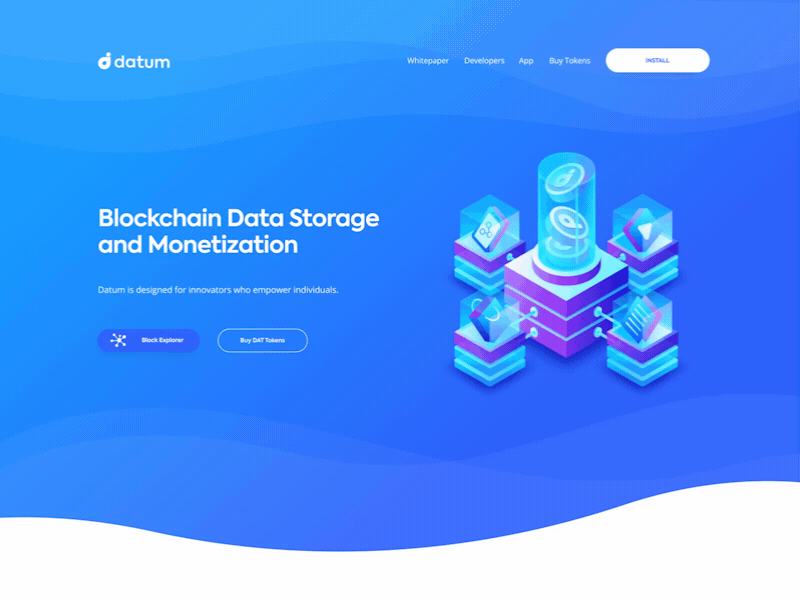 datum
Whitepaper Developers App Buy Tokens INSTALL
Blockchain Data Storage
and Monetization
Datum is designed for innovators who empower individuals.
Block Explorer Buy DAT Tokens